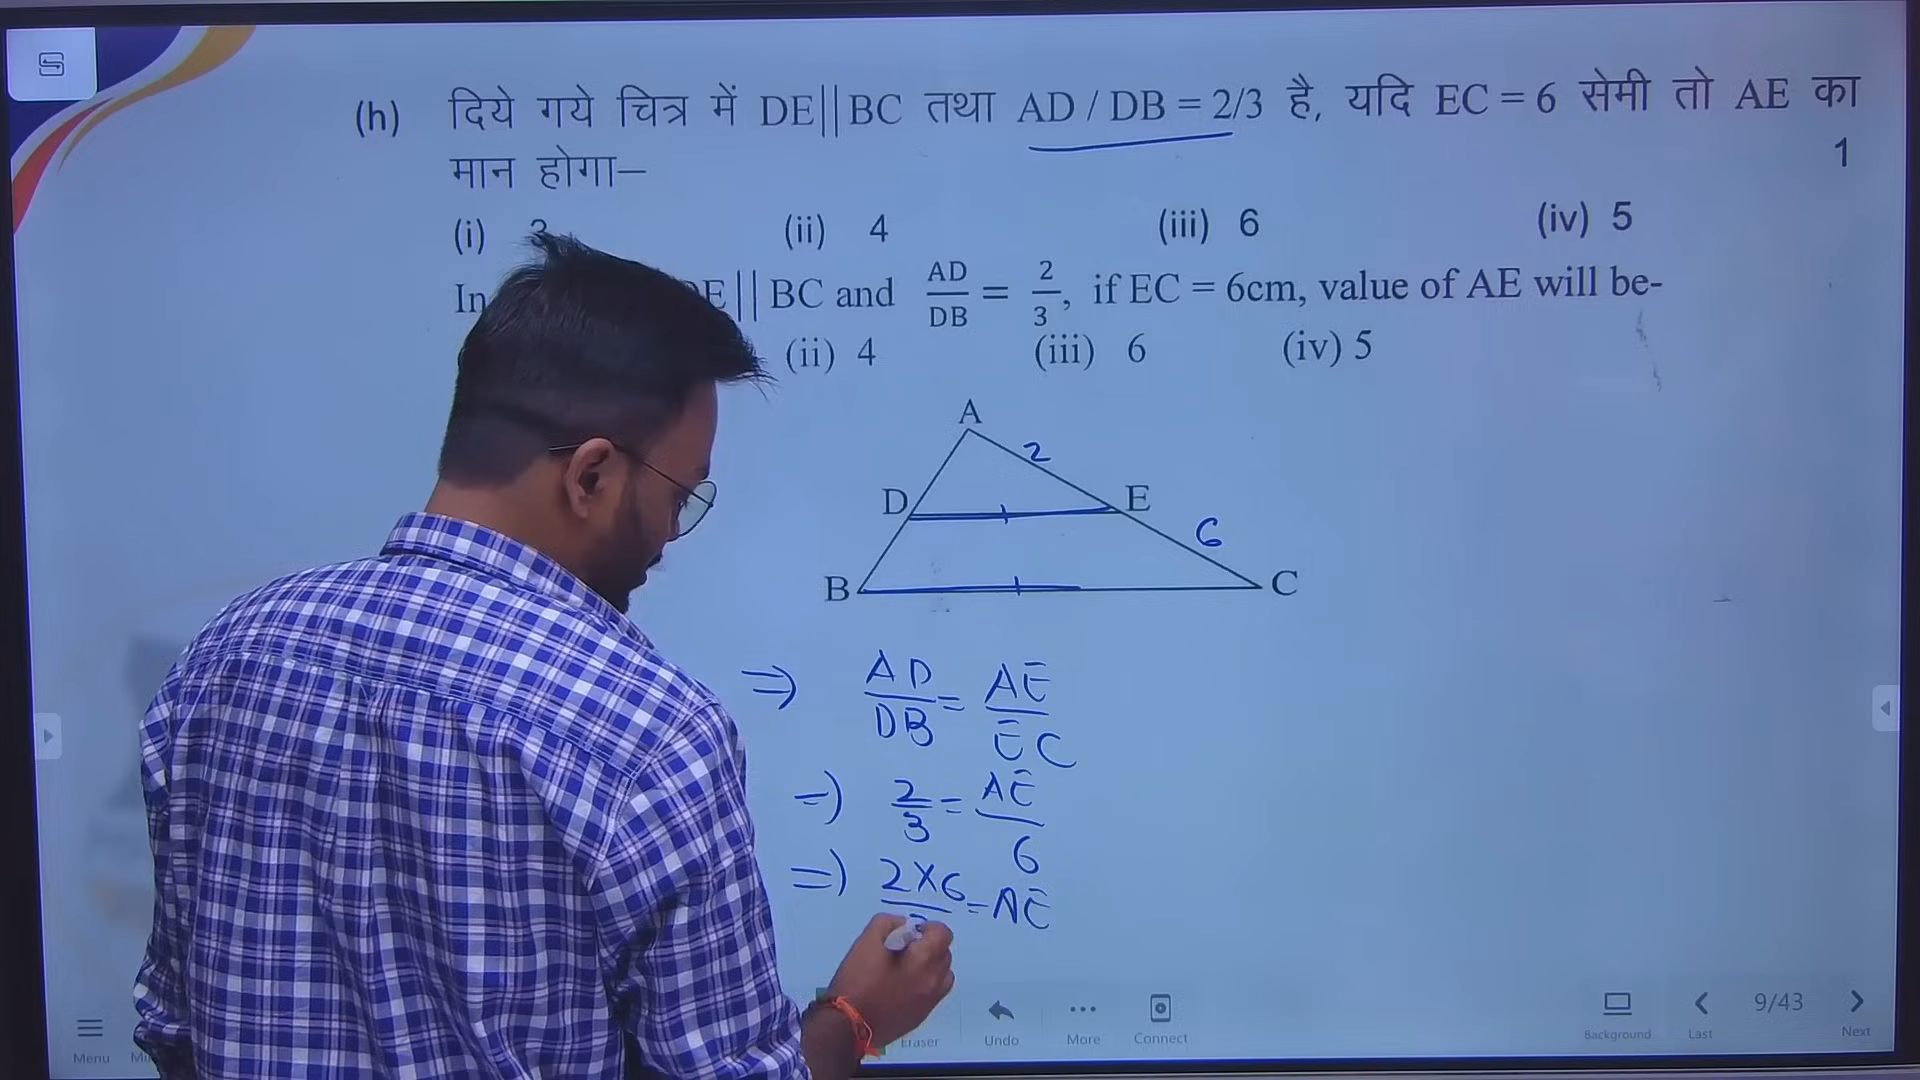 (h) दिये गये चित्र में DE||BC तथा AD / DB = 2/3 है, यदि EC = 6 सेमी तो AE का
मान होगा– 1
(i) (ii) 4 (iii) 6 (iv) 5
In E||BC and AD/DB = 2/3, if EC = 6cm, value of AE will be-
(ii) 4 (iii) 6 (iv) 5
A
2
D E
6
B C
⇒ AD/DB = AE/EC
⇒ 2/3 = AE/6
⇒ 2×6/3 = AE
Menu Eraser Undo More Connect Background Last 9/43 Next